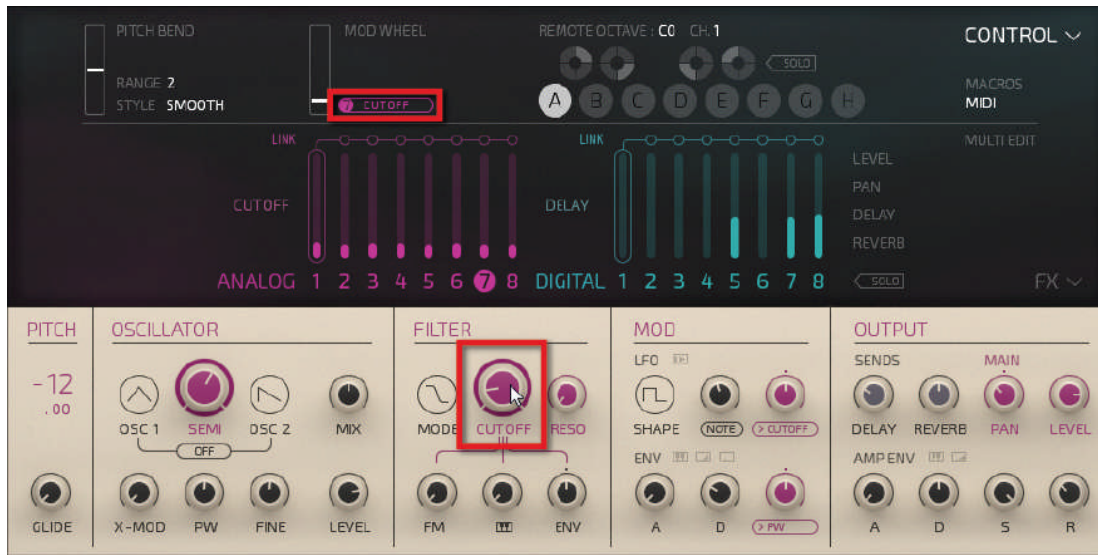 PITCH BEND
MOD WHEEL
REMOTE OCTAVE : C0 CH. 1
CONTROL
SOLO
RANGE 2
STYLE SMOOTH
7 CUTOFF
A B C D E F G H
MACROS
MIDI
LINK
LINK
MULTI EDIT
LEVEL
CUTOFF
DELAY
PAN
DELAY
REVERB
ANALOG 1 2 3 4 5 6 7 8
DIGITAL 1 2 3 4 5 6 7 8
SOLO
FX
PITCH
OSCILLATOR
FILTER
MOD
OUTPUT
LFO
SENDS
MAIN
-12
.00
OSC 1
SEMI
OSC 2
MIX
MODE
CUTOFF
RESO
SHAPE
NOTE
> CUTOFF
DELAY
REVERB
PAN
LEVEL
OFF
ENV
AMP ENV
GLIDE
X-MOD
PW
FINE
LEVEL
FM
ENV
A
D
> PW
A
D
S
R